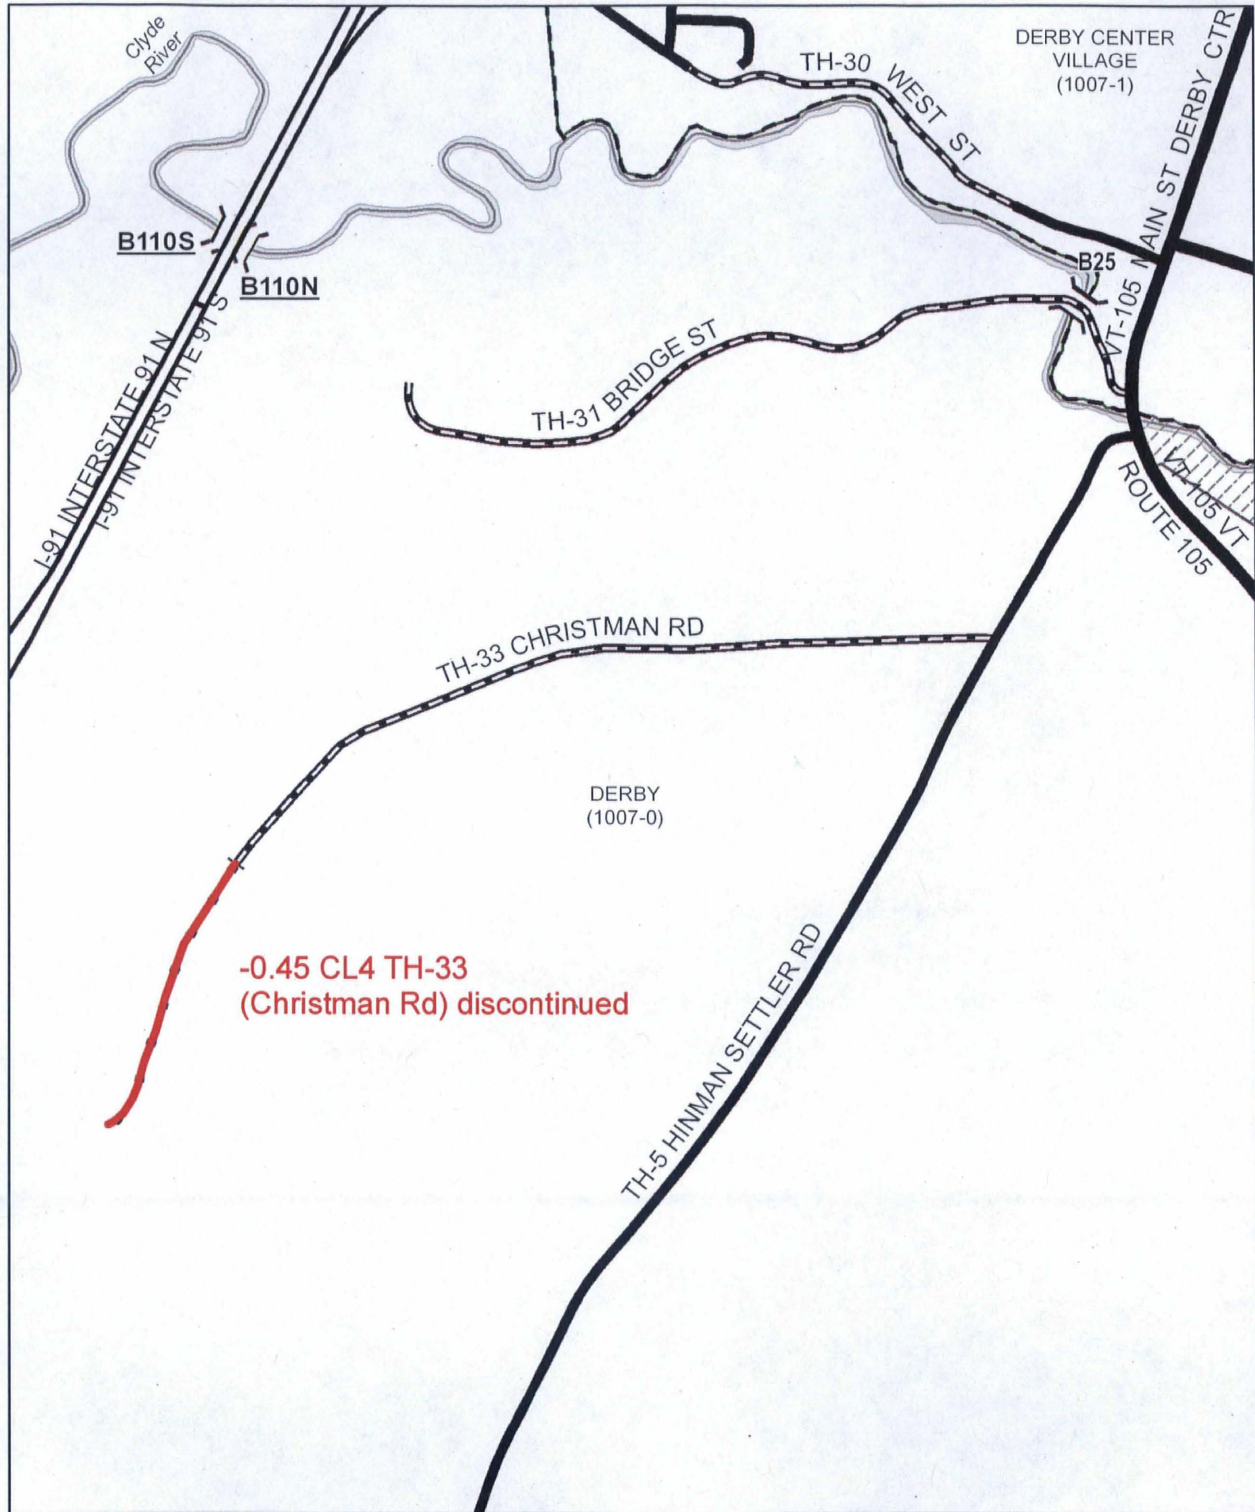 Clyde
River
TH-30
WEST ST
DERBY CENTER
VILLAGE
(1007-1)
VT-105 MAIN ST DERBY CTR
B110S
B110N
B25
I-91 INTERSTATE 91 N
I-91 INTERSTATE 91 S
TH-31 BRIDGE ST
VT-105 VT
ROUTE 105
TH-33 CHRISTMAN RD
DERBY
(1007-0)
-0.45 CL4 TH-33
(Christman Rd) discontinued
TH-5 HINMAN SETTLER RD